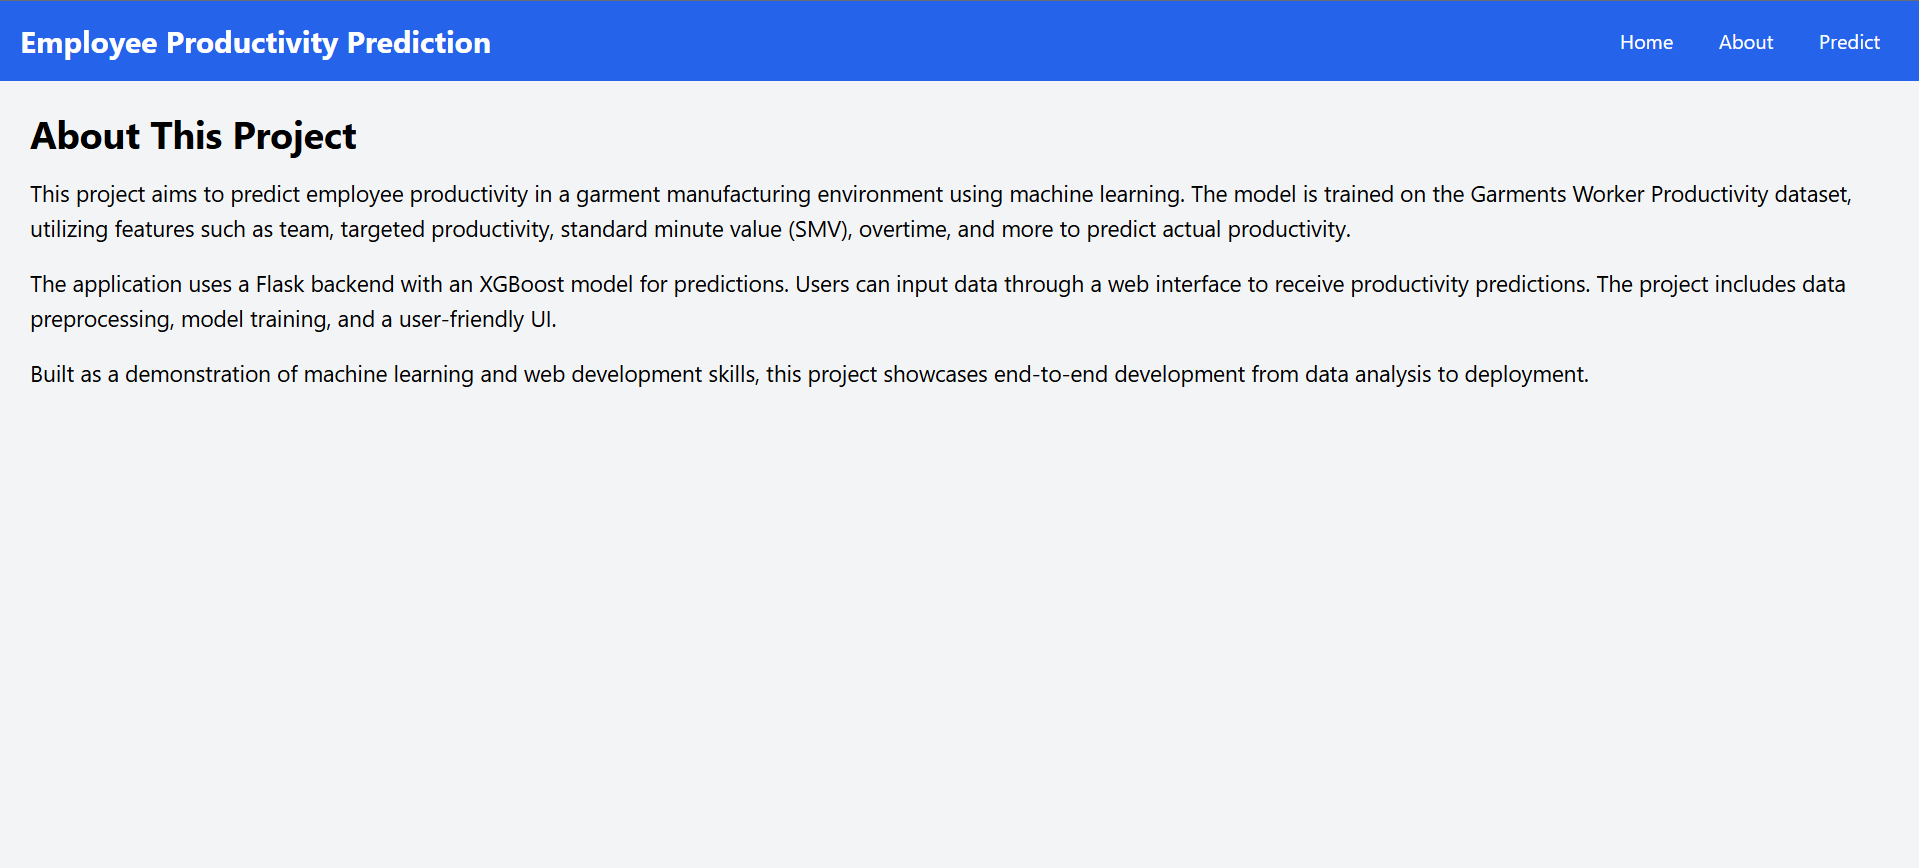 Employee Productivity Prediction
Home
About
Predict
About This Project
This project aims to predict employee productivity in a garment manufacturing environment using machine learning. The model is trained on the Garments Worker Productivity dataset,
utilizing features such as team, targeted productivity, standard minute value (SMV), overtime, and more to predict actual productivity.
The application uses a Flask backend with an XGBoost model for predictions. Users can input data through a web interface to receive productivity predictions. The project includes data
preprocessing, model training, and a user-friendly UI.
Built as a demonstration of machine learning and web development skills, this project showcases end-to-end development from data analysis to deployment.